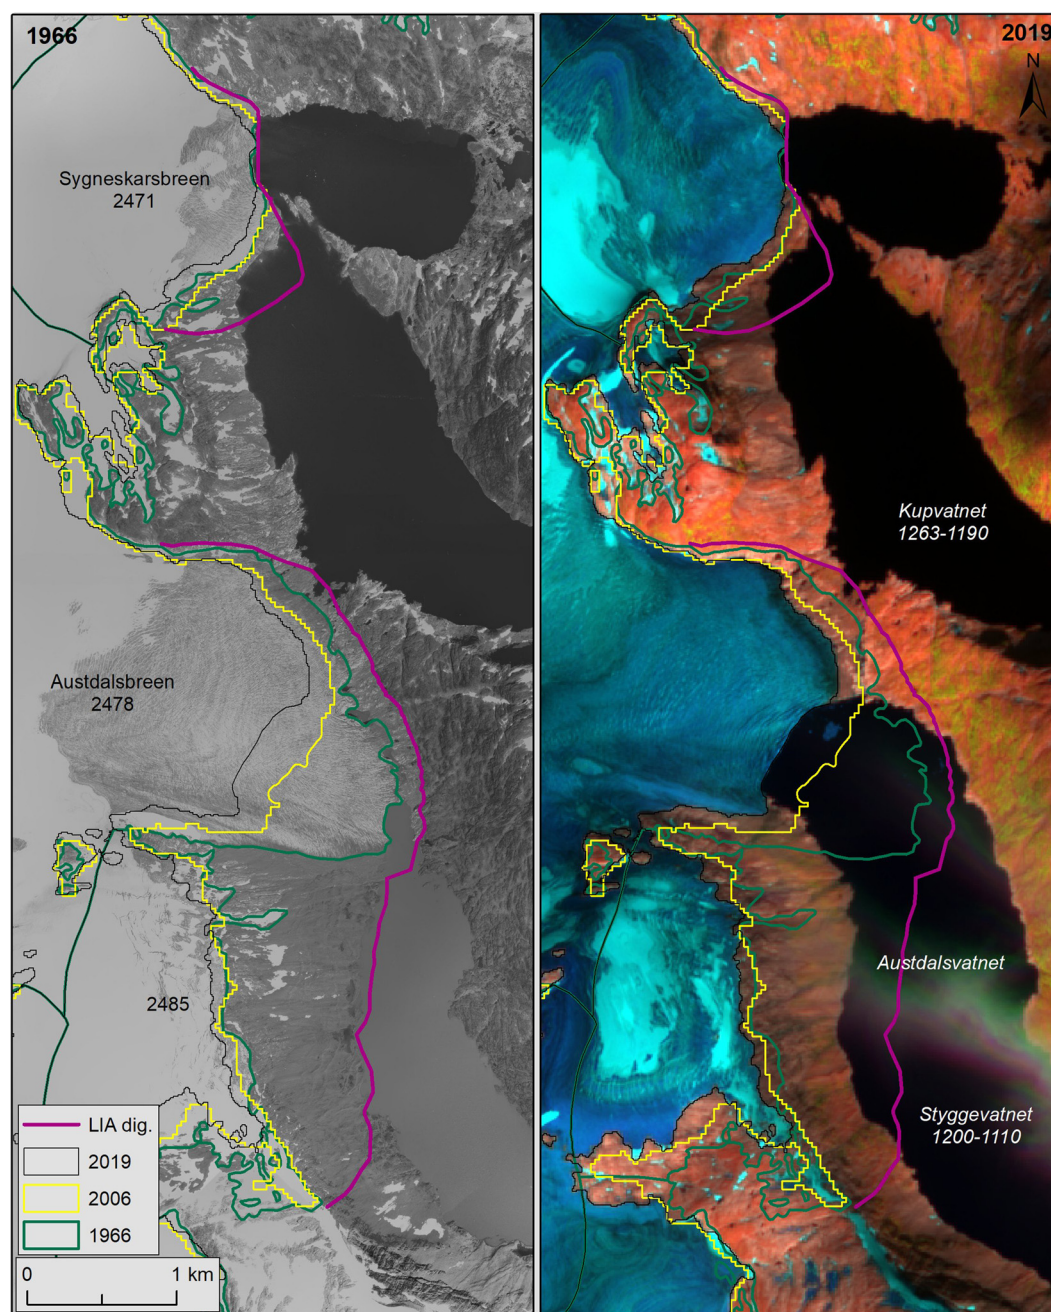 1966
2019
N
Sygneskarsbreen
2471
Kupvatnet
1263-1190
Austdalsbreen
2478
Austdalsvatnet
2485
Styggevatnet
1200-1110
LIA dig.
2019
2006
1966
0 1 km